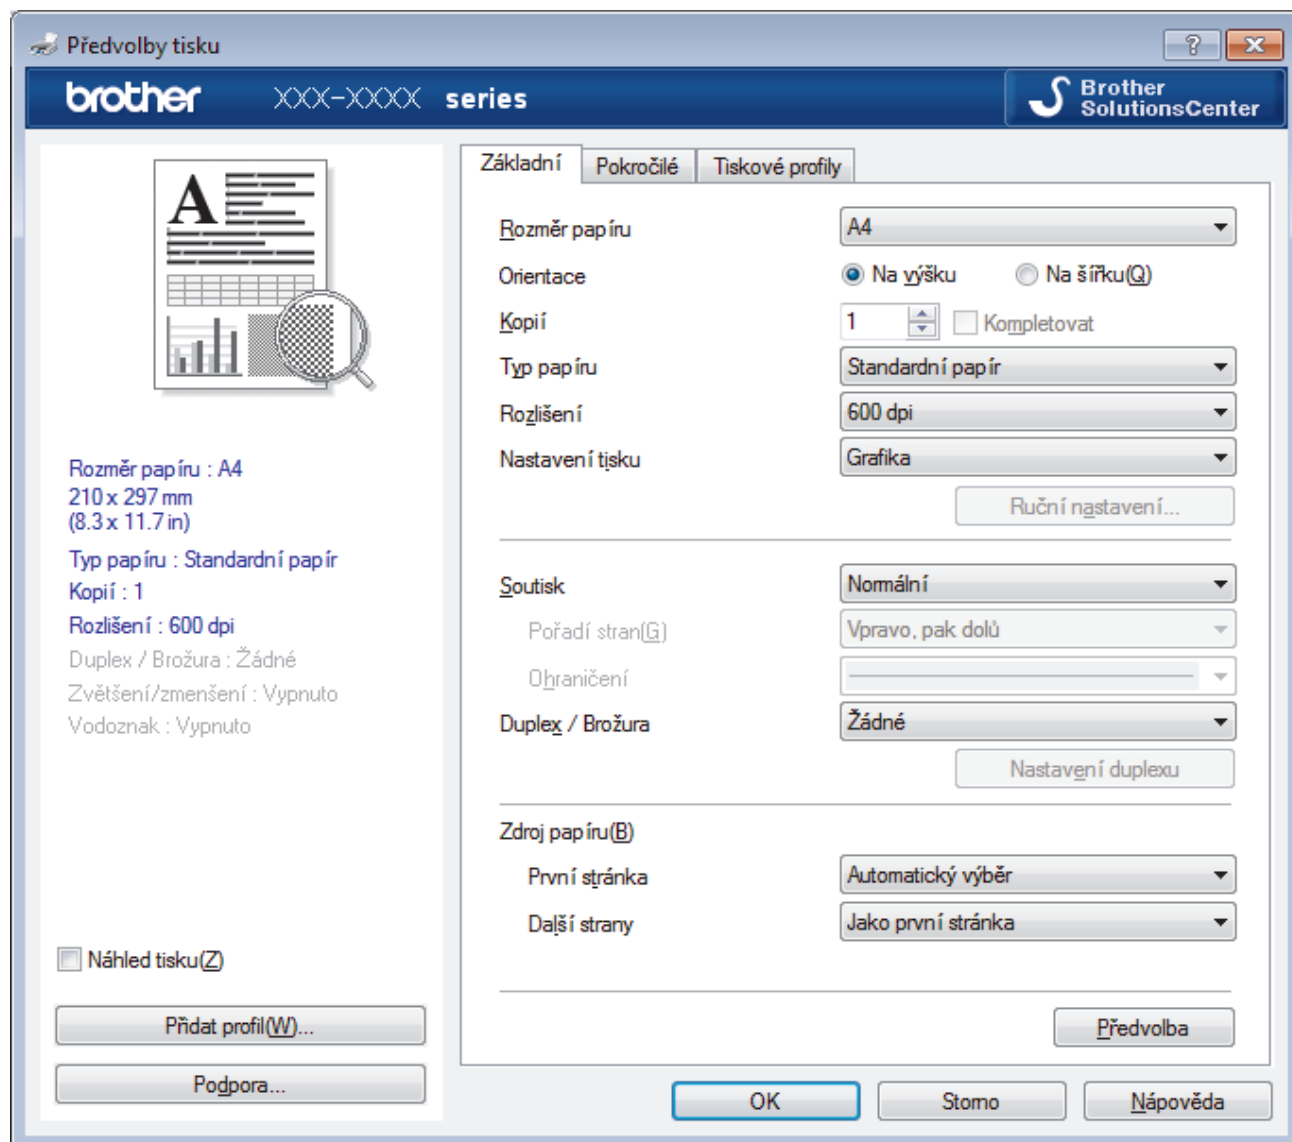 Předvolby tisku
brother XXX-XXXX series
Brother
SolutionsCenter
A
Rozměr papíru : A4
210 x 297 mm
(8.3 x 11.7 in)
Typ papíru : Standardní papír
Kopií : 1
Rozlišení : 600 dpi
Duplex / Brožura : Žádné
Zvětšení/zmenšení : Vypnuto
Vodoznak : Vypnuto
Náhled tisku(Z)
Přidat profil(W)...
Podpora...
Základní Pokročilé Tiskové profily
Rozměr papíru A4
Orientace Na výšku Na šířku(Q)
Kopií 1 Kompletovat
Typ papíru Standardní papír
Rozlišení 600 dpi
Nastavení tisku Grafika
Ruční nastavení...
Soutisk Normální
Pořadí stran(G) Vpravo, pak dolů
Ohraničení
Duplex / Brožura Žádné
Nastavení duplexu
Zdroj papíru(B)
První stránka Automatický výběr
Další strany Jako první stránka
Předvolba
OK Storno Nápověda